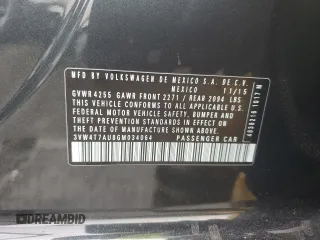 MFD. BY VOLKSWAGEN DE MEXICO S.A. DE C.V.
MEXICO 11/15
GVWR 4255 GAWR FRONT 2271 / REAR 2094 LBS
THIS VEHICLE CONFORMS TO ALL APPLICABLE U.S.
FEDERAL MOTOR VEHICLE SAFETY, BUMPER AND
THEFT PREVENTION STANDARDS IN EFFECT ON THE
DATE OF MANUFACTURE SHOWN ABOVE.
3VW4T7AU8GM034064 PASSENGER CAR
DREAMBID